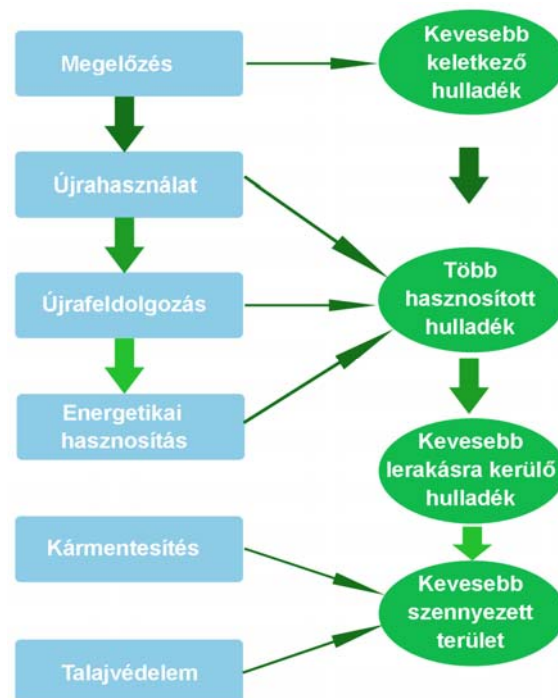 Megelőzés
Kevesebb
keletkező
hulladék
Újrahasználat
Több
hasznosított
hulladék
Újrafeldolgozás
Energetikai
hasznosítás
Kevesebb
lerakásra kerülő
hulladék
Kármentesítés
Kevesebb
szennyezett
terület
Talajvédelem